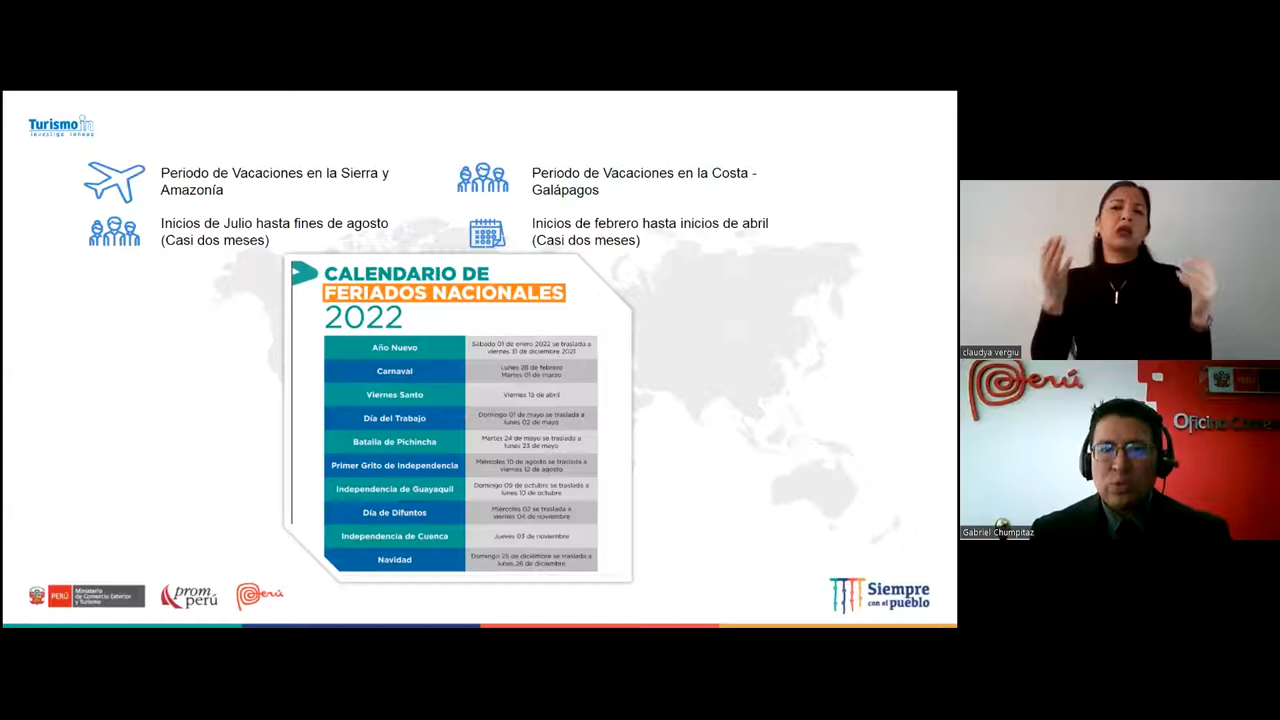 Turismo in
investiga innova
Periodo de Vacaciones en la Sierra y
Amazonía
Periodo de Vacaciones en la Costa -
Galápagos
Inicios de Julio hasta fines de agosto
(Casi dos meses)
Inicios de febrero hasta inicios de abril
(Casi dos meses)
CALENDARIO DE
FERIADOS NACIONALES
2022
Año Nuevo
Sábado 01 de enero 2022 se traslada a
viernes 31 de diciembre 2021
Carnaval
Lunes 28 de febrero
Martes 01 de marzo
Viernes Santo
Viernes 15 de abril
Día del Trabajo
Domingo 01 de mayo se traslada a
lunes 02 de mayo
Batalla de Pichincha
Martes 24 de mayo se traslada a
lunes 23 de mayo
Primer Grito de Independencia
Miércoles 10 de agosto se traslada a
viernes 12 de agosto
Independencia de Guayaquil
Domingo 09 de octubre se traslada a
lunes 10 de octubre
Día de Difuntos
Miércoles 02 se traslada a
viernes 04 de noviembre
Independencia de Cuenca
Jueves 03 de noviembre
Navidad
Domingo 25 de diciembre se traslada a
lunes 26 de diciembre
PERÚ
Ministerio
de Comercio Exterior
y Turismo
prom
perú
Perú
Siempre
con el pueblo
claudya vergiu
Perú
PERÚ
Oficina
Gabriel Chumpitaz